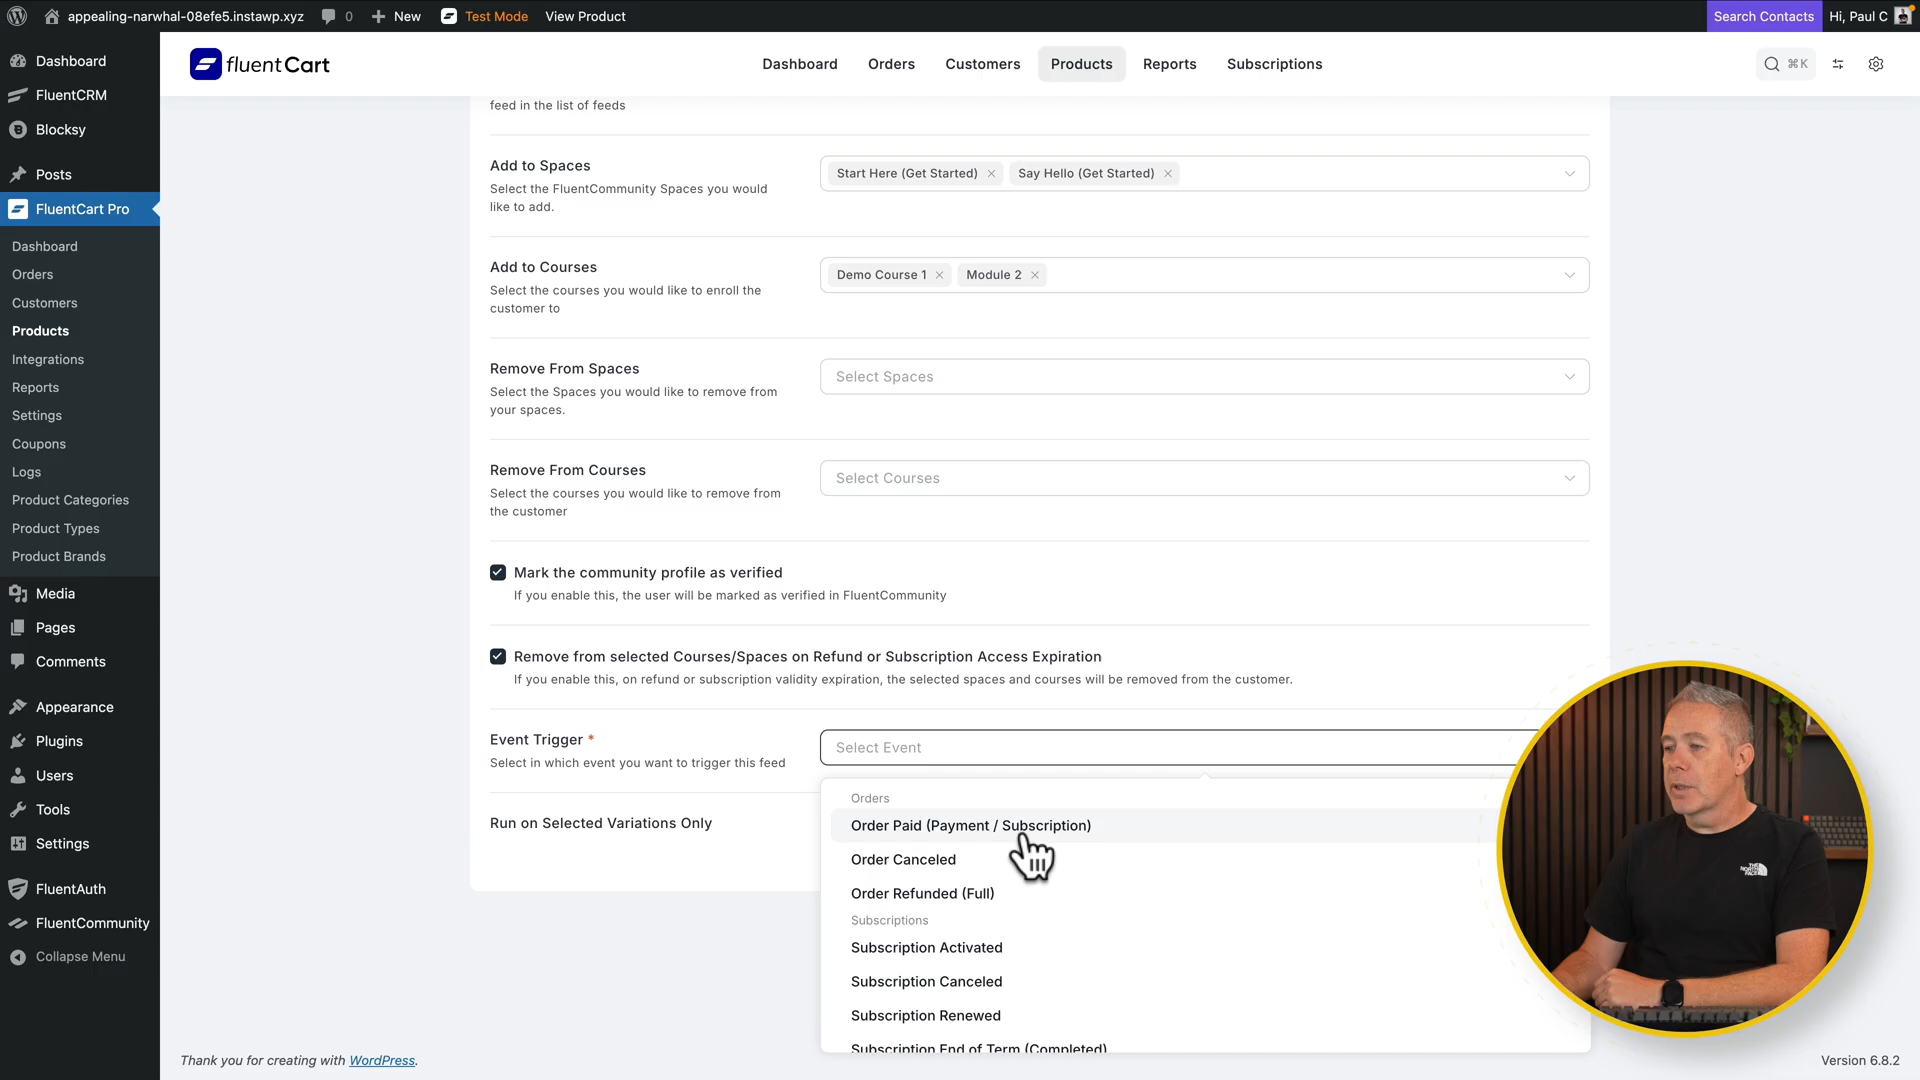 appealing-narwhal-08efe5.instawp.xyz
0
New
Test Mode
View Product
Search Contacts
Hi, Paul C
Dashboard
FluentCRM
Blocksy
Posts
FluentCart Pro
Dashboard
Orders
Customers
Products
Integrations
Reports
Settings
Coupons
Logs
Product Categories
Product Types
Product Brands
Media
Pages
Comments
Appearance
Plugins
Users
Tools
Settings
FluentAuth
FluentCommunity
Collapse Menu
fluentCart
Dashboard
Orders
Customers
Products
Reports
Subscriptions
⌘K
feed in the list of feeds
Add to Spaces
Select the FluentCommunity Spaces you would
like to add.
Start Here (Get Started) ×
Say Hello (Get Started) ×
Add to Courses
Select the courses you would like to enroll the
customer to
Demo Course 1 ×
Module 2 ×
Remove From Spaces
Select the Spaces you would like to remove from
your spaces.
Select Spaces
Remove From Courses
Select the courses you would like to remove from
the customer
Select Courses
Mark the community profile as verified
If you enable this, the user will be marked as verified in FluentCommunity
Remove from selected Courses/Spaces on Refund or Subscription Access Expiration
If you enable this, on refund or subscription validity expiration, the selected spaces and courses will be removed from the customer.
Event Trigger *
Select in which event you want to trigger this feed
Select Event
Orders
Order Paid (Payment / Subscription)
Order Canceled
Order Refunded (Full)
Subscriptions
Subscription Activated
Subscription Canceled
Subscription Renewed
Subscription End of Term (Completed)
Run on Selected Variations Only
THE
NORTH
FACE
Thank you for creating with WordPress.
Version 6.8.2